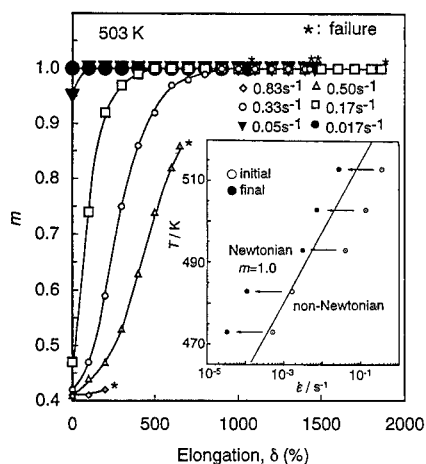 503 K
*: failure
0.83s⁻¹ 0.50s⁻¹
0.33s⁻¹ 0.17s⁻¹
0.05s⁻¹ 0.017s⁻¹
1.1
1.0
0.9
0.8
0.7
0.6
0.5
0.4
m
* ** *
*
*
initial
final
Newtonian
m=1.0
non-Newtonian
510
490
470
T / K
10⁻⁵ 10⁻³ 10⁻¹
ε̇ / s⁻¹
0 500 1000 1500 2000
Elongation, δ (%)